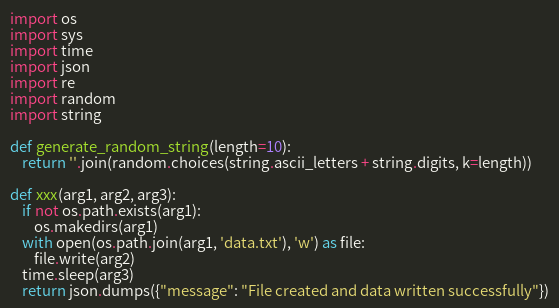 import os
import sys
import time
import json
import re
import random
import string

def generate_random_string(length=10):
    return ''.join(random.choices(string.ascii_letters + string.digits, k=length))

def xxx(arg1, arg2, arg3):
    if not os.path.exists(arg1):
        os.makedirs(arg1)
    with open(os.path.join(arg1, 'data.txt'), 'w') as file:
        file.write(arg2)
    time.sleep(arg3)
    return json.dumps({"message": "File created and data written successfully"})